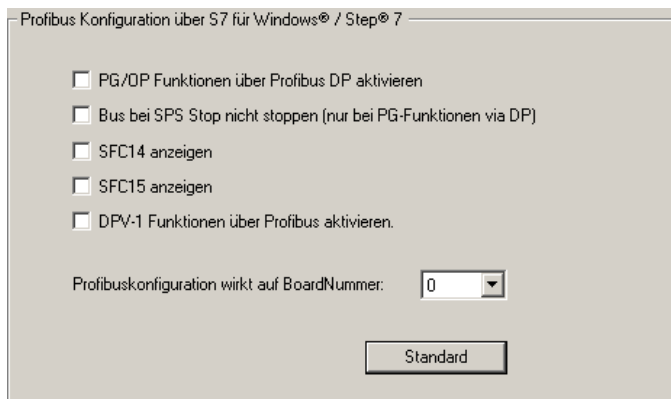 Profibus Konfiguration über S7 für Windows® / Step® 7
PG/OP Funktionen über Profibus DP aktivieren
Bus bei SPS Stop nicht stoppen (nur bei PG-Funktionen via DP)
SFC14 anzeigen
SFC15 anzeigen
DPV-1 Funktionen über Profibus aktivieren.
Profibuskonfiguration wirkt auf BoardNummer: 0
Standard